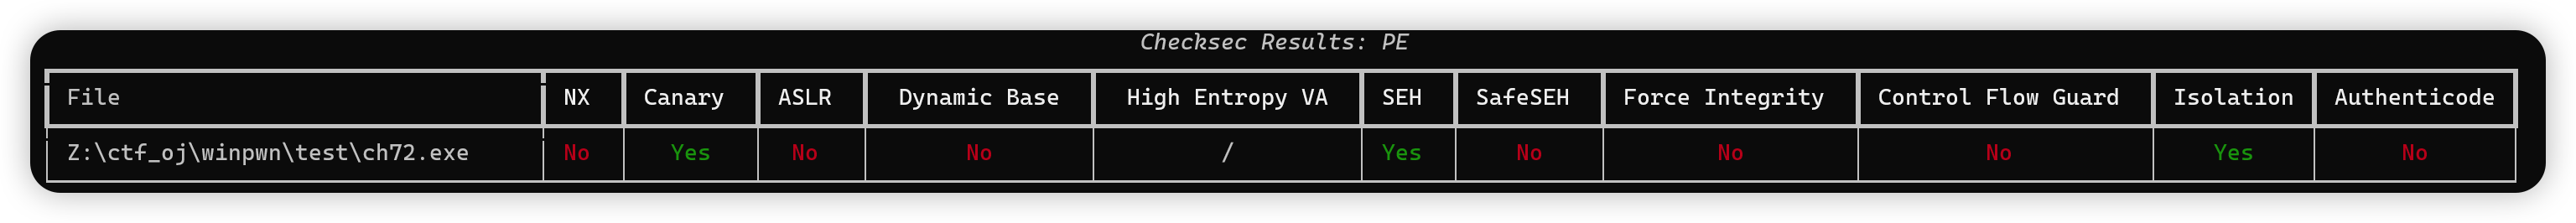 Checksec Results: PE
File NX Canary ASLR Dynamic Base High Entropy VA SEH SafeSEH Force Integrity Control Flow Guard Isolation Authenticode
Z:\ctf_oj\winpwn\test\ch72.exe No Yes No No / Yes No No No Yes No